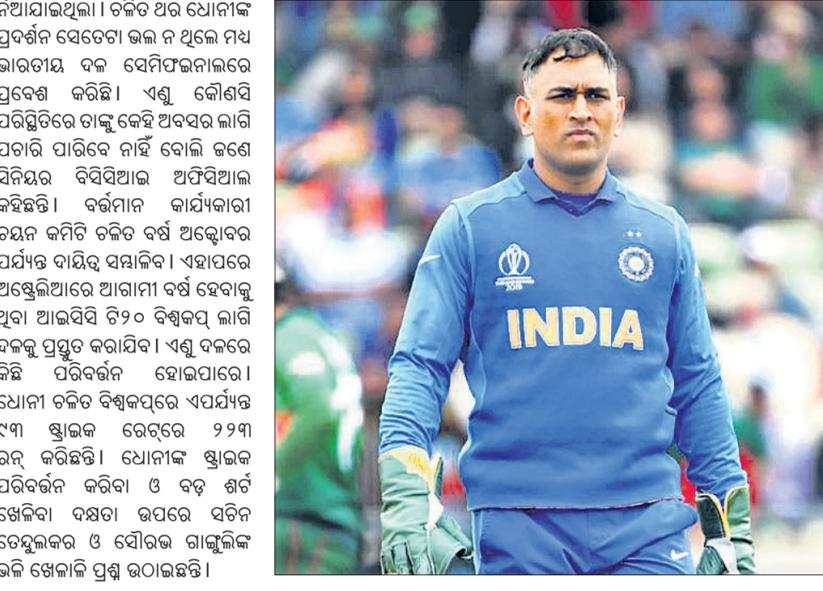 ନିଆଯାଇଥିଲା । ଚଳିତ ଥର ଧୋନୀଙ୍କ
ପ୍ରଦର୍ଶନ ସେତେଟା ଭଲ ନ ଥିଲେ ମଧ୍ୟ
ଭାରତୀୟ ଦଳ ସେମିଫାଇନାଲରେ
ପ୍ରବେଶ କରିଛି । ଏଣୁ କୌଣସି
ପରିସ୍ଥିତିରେ ତାଙ୍କୁ କେହି ଅବସର ଲାଗି
ପଚାରି ପାରିବେ ନାହିଁ ବୋଲି ଜଣେ
ସିନିୟର ବିସିସିଆଇ ଅଫିସିଆଲ
କହିଛନ୍ତି । ବର୍ତ୍ତମାନ କାର୍ଯ୍ୟକାରୀ
ଚୟନ କମିଟି ଚଳିତ ବର୍ଷ ଅକ୍ଟୋବର
ପର୍ଯ୍ୟନ୍ତ ଦାୟିତ୍ୱ ସମ୍ଭାଳିବ । ଏହାପରେ
ଅଷ୍ଟ୍ରେଲିଆରେ ଆଗାମୀ ବର୍ଷ ହେବାକୁ
ଥିବା ଆଇସିସି ଟି୨୦ ବିଶ୍ୱକପ୍ ଲାଗି
ଦଳକୁ ପ୍ରସ୍ତୁତ କରାଯିବ । ଏଣୁ ଦଳରେ
କିଛି ପରିବର୍ତ୍ତନ ହୋଇପାରେ ।
ଧୋନୀ ଚଳିତ ବିଶ୍ୱକପ୍‌ରେ ଏପର୍ଯ୍ୟନ୍ତ
୯୩ ଷ୍ଟ୍ରାଇକ ରେଟ୍‌ରେ ୨୨୩
ରନ୍ କରିଛନ୍ତି । ଧୋନୀଙ୍କ ଷ୍ଟ୍ରାଇକ
ପରିବର୍ତ୍ତନ କରିବା ଓ ବଡ଼ ଶର୍ଟ
ଖେଳିବା ଦକ୍ଷତା ଉପରେ ସଚିନ
ତେନ୍ଦୁଲକର ଓ ସୌରଭ ଗାଙ୍ଗୁଲିଙ୍କ
ଭଳି ଖେଳାଳି ପ୍ରଶ୍ନ ଉଠାଇଛନ୍ତି ।
2019
INDIA